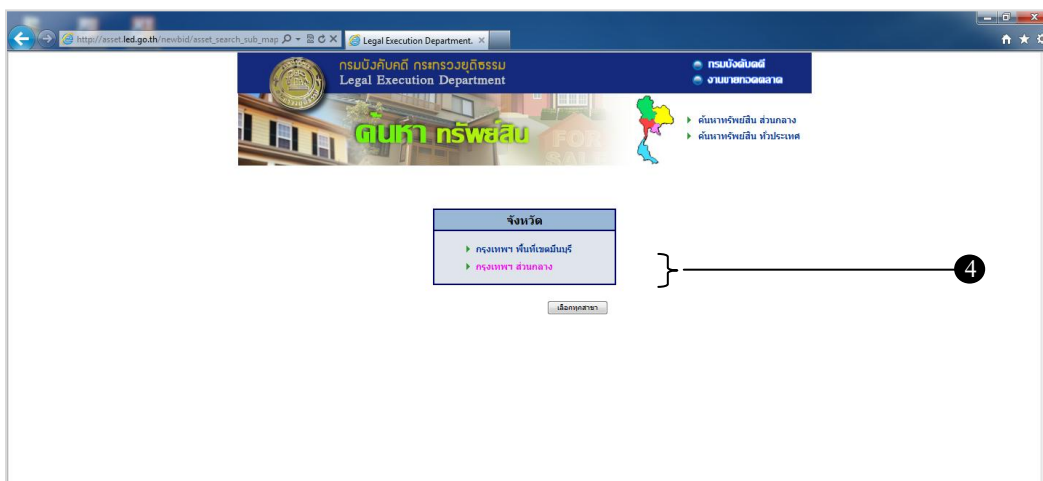 http://asset.led.go.th/newbid/asset_search_sub_map
Legal Execution Department.
กรมบังคับคดี กระทรวงยุติธรรม
Legal Execution Department
กรมบังคับคดี
งานขายทอดตลาด
ค้นหา ทรัพย์สิน
FOR
SALE
ค้นหาทรัพย์สิน ส่วนกลาง
ค้นหาทรัพย์สิน ทั่วประเทศ
จังหวัด
กรุงเทพฯ พื้นที่เขตมีนบุรี
กรุงเทพฯ ส่วนกลาง
4
เลือกทุกสาขา